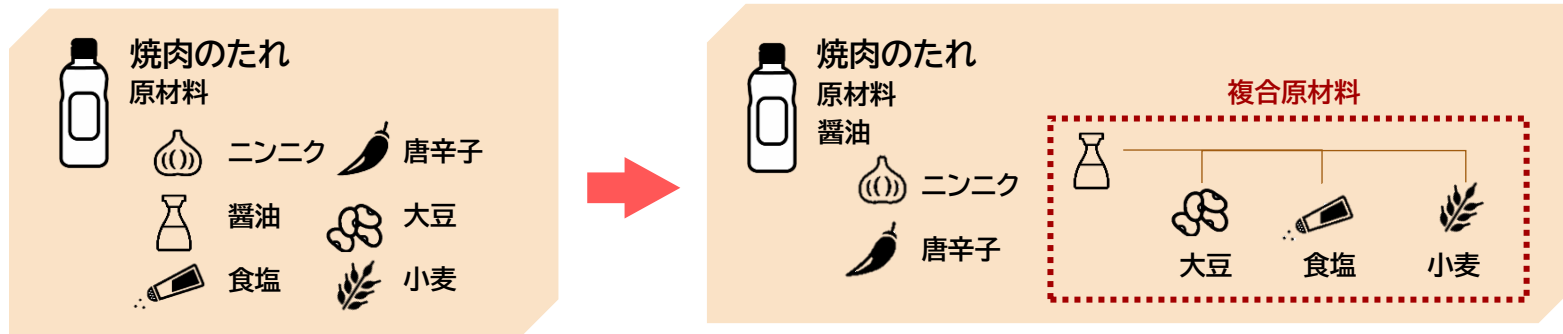 焼肉のたれ
原材料
ニンニク
唐辛子
醤油
大豆
食塩
小麦
焼肉のたれ
原材料
醤油
ニンニク
唐辛子
複合原材料
大豆
食塩
小麦